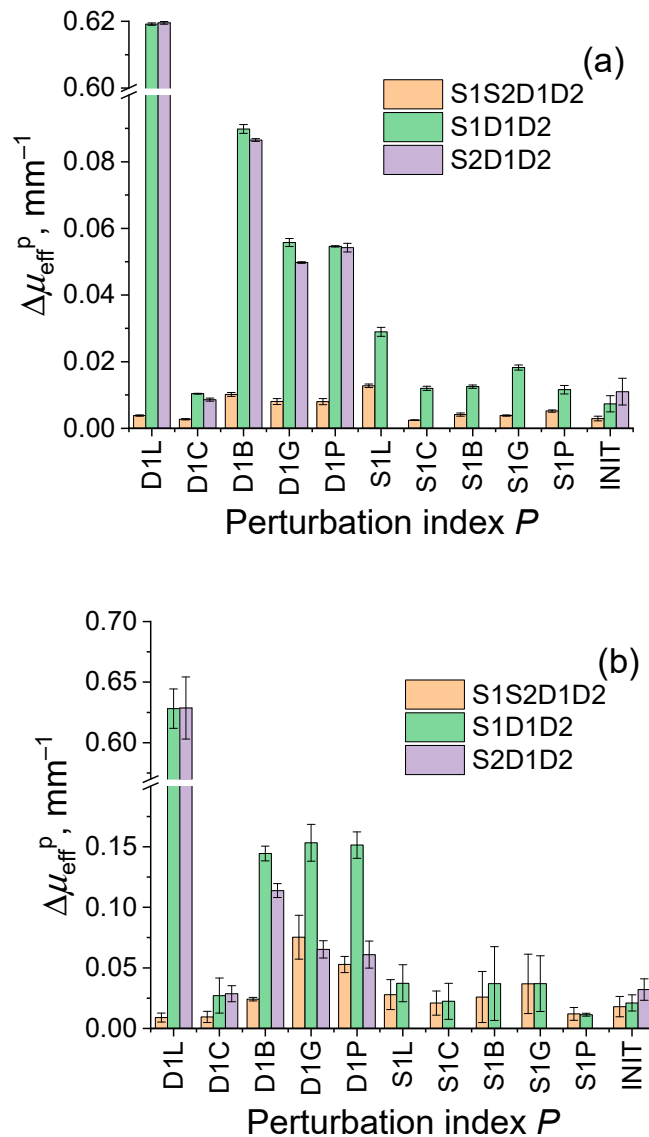 (a)
S1S2D1D2
S1D1D2
S2D1D2
0.62
0.60
0.08
0.06
0.04
0.02
0.00
Δμeffᵖ, mm⁻¹
D1L D1C D1B D1G D1P S1L S1C S1B S1G S1P INIT
Perturbation index P
(b)
S1S2D1D2
S1D1D2
S2D1D2
0.70
0.65
0.60
0.15
0.10
0.05
0.00
Δμeffᵖ, mm⁻¹
D1L D1C D1B D1G D1P S1L S1C S1B S1G S1P INIT
Perturbation index P